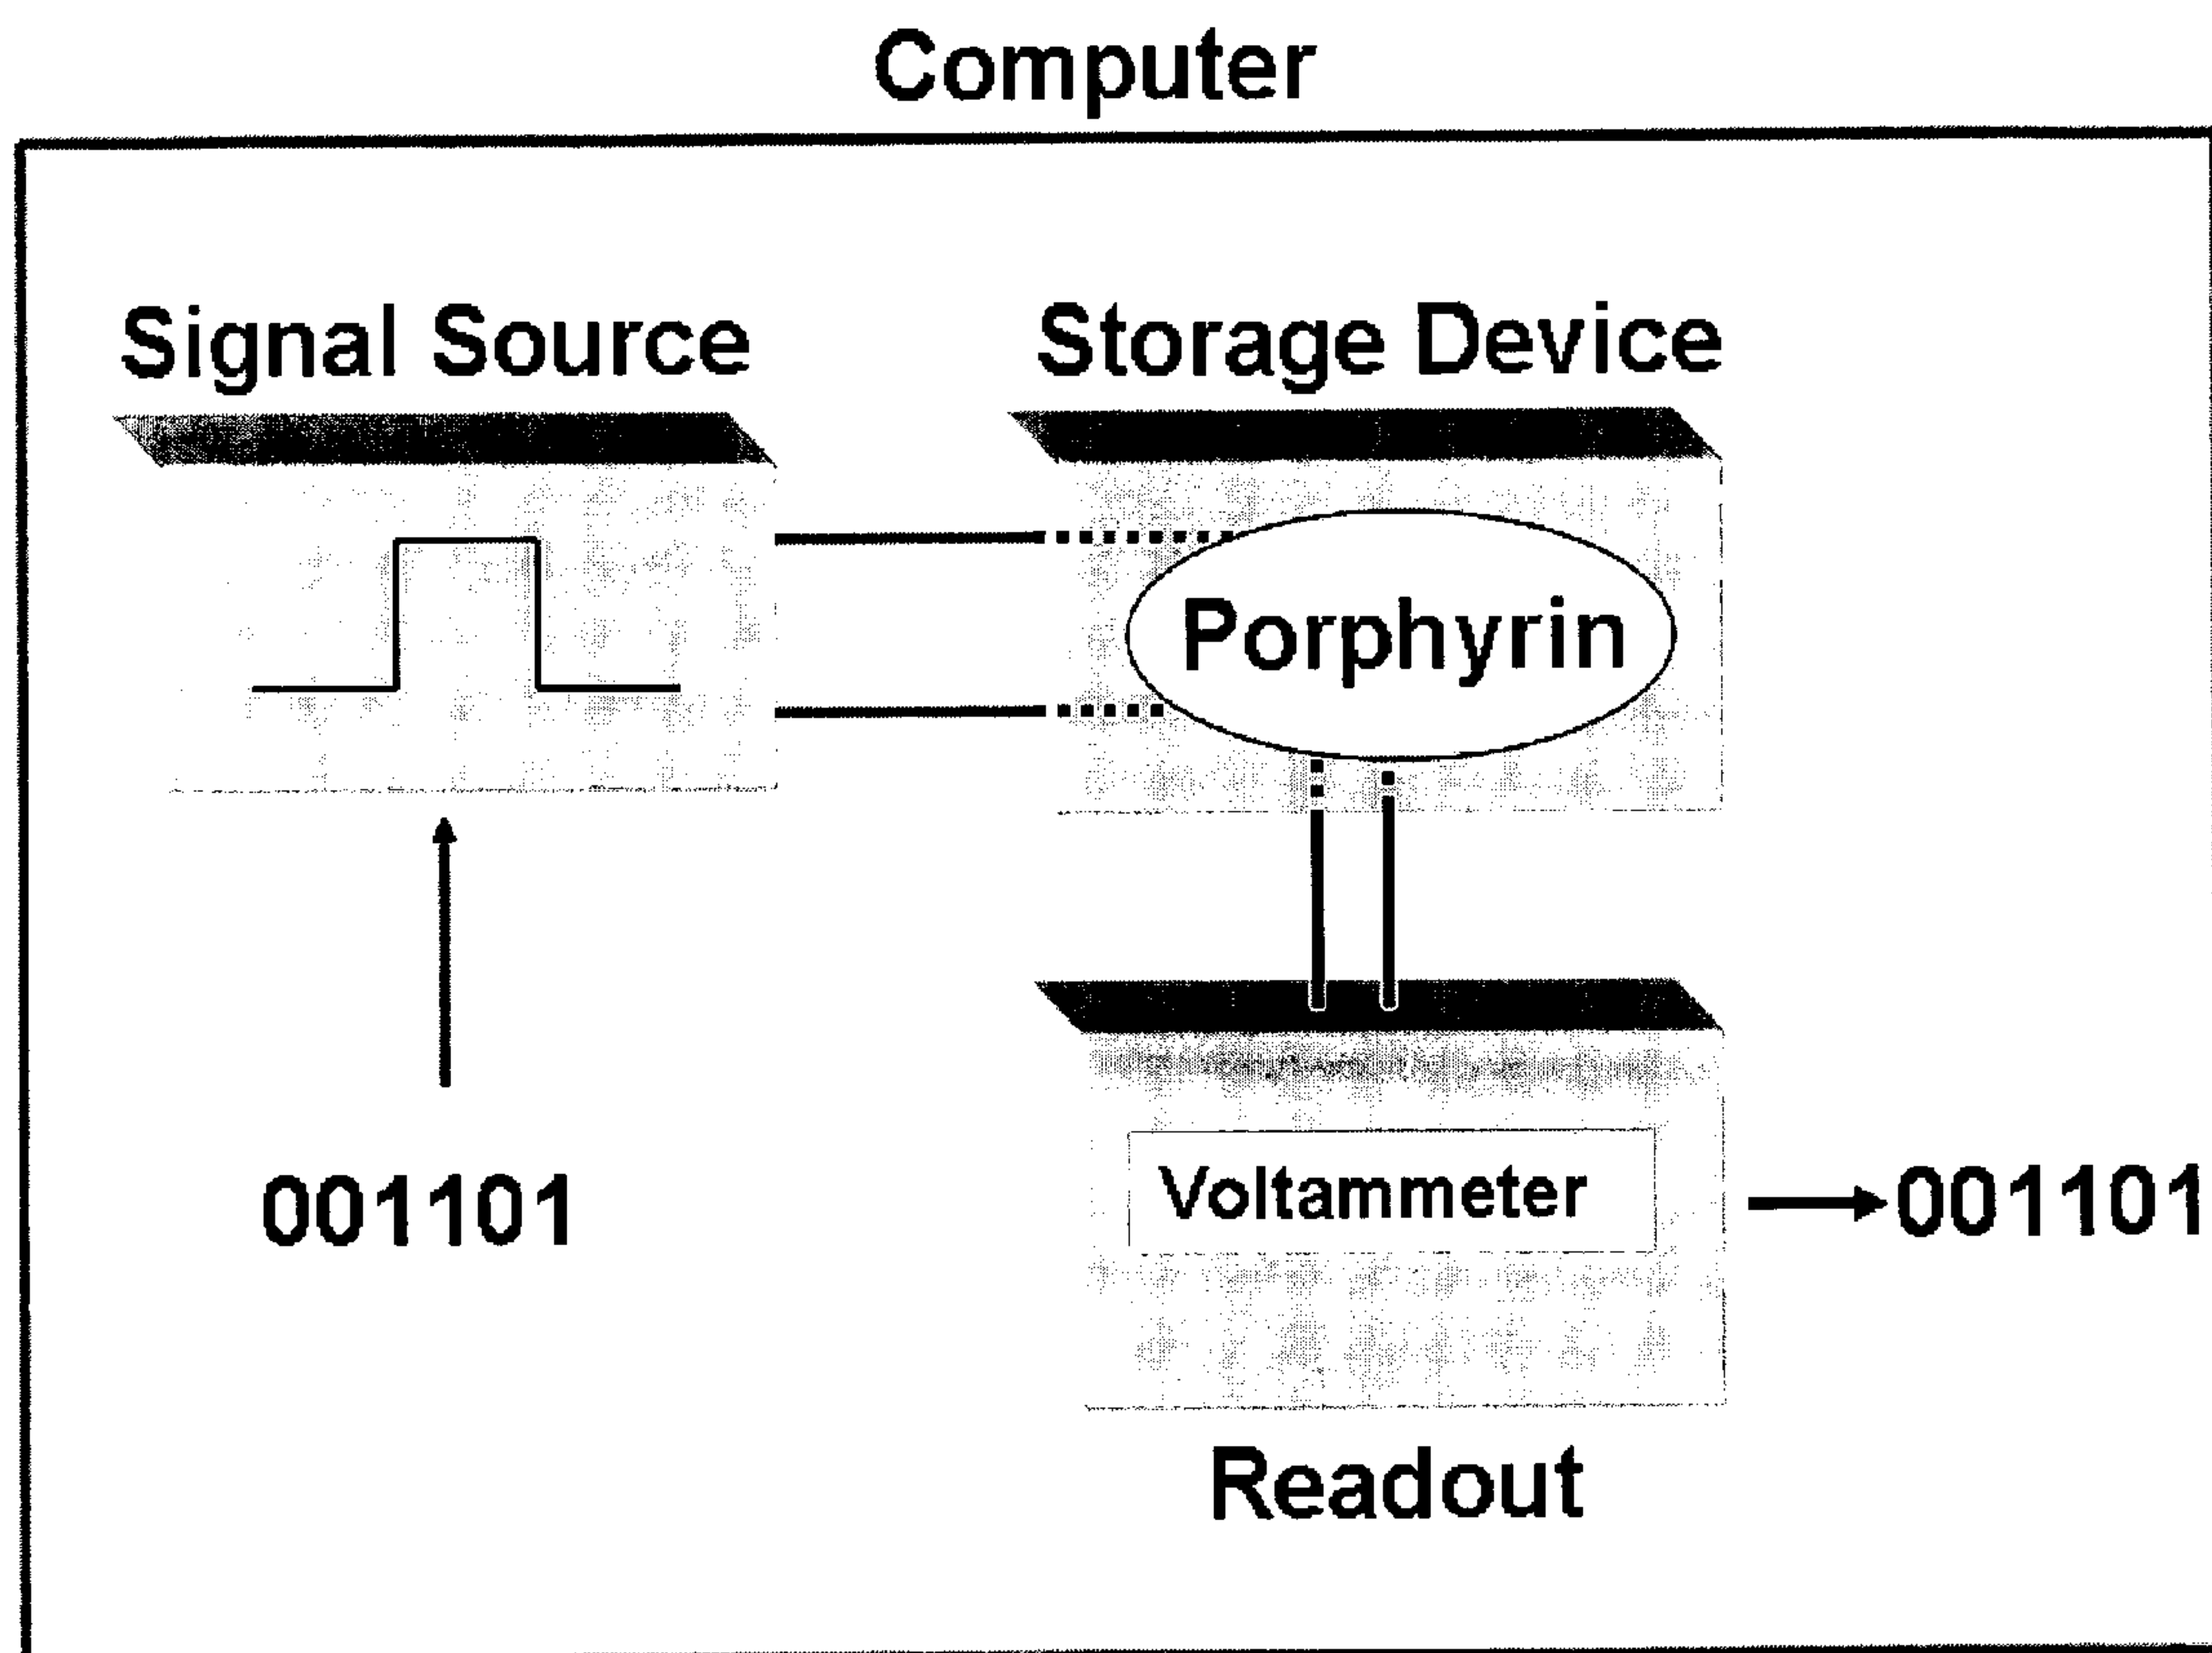 Computer
Signal Source
Storage Device
Porphyrin
001101
Voltammeter
001101
Readout